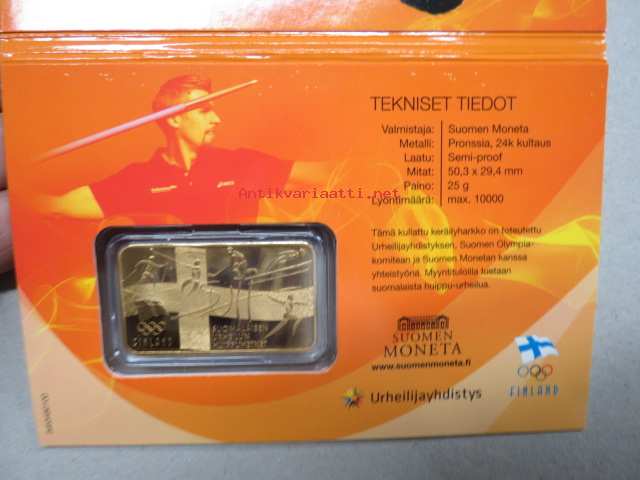 TEKNISET TIEDOT
Valmistaja: Suomen Moneta
Metalli: Pronssia, 24k kultaus
Laatu: Semi-proof
Mitat: 50,3 x 29,4 mm
Paino: 25 g
Lyöntimäärä: max. 10000
Antikvariaatti.net
Tämä kullattu keräilyharkko on toteutettu
Urheilijayhdistyksen, Suomen Olympia-
komitean ja Suomen Monetan kanssa
yhteistyönä. Myyntituloilla tuetaan
suomalaista huippu-urheilua.
FINLAND
SUOMALAISEN
URHEILUN
SUOMEN
MONETA
www.suomenmoneta.fi
Urheilijayhdistys
FINLAND